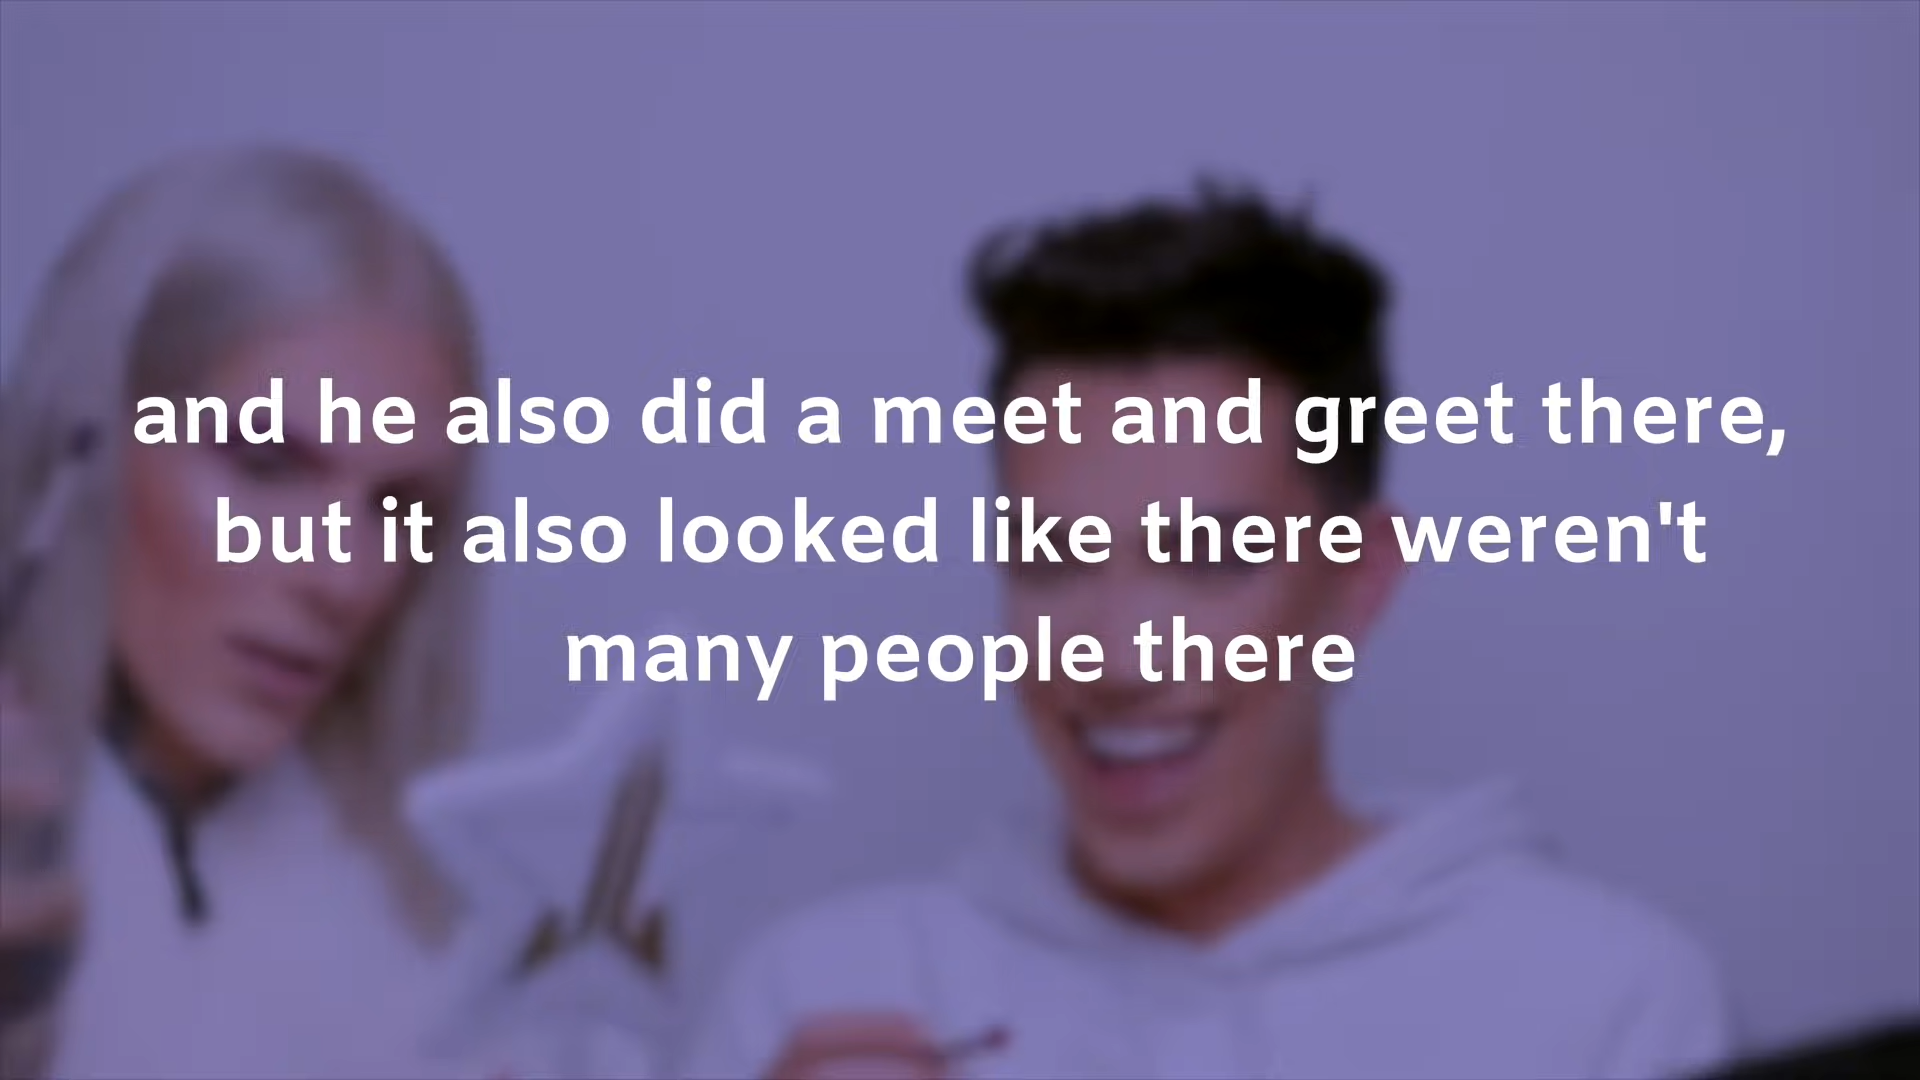 and he also did a meet and greet there,
but it also looked like there weren't
many people there